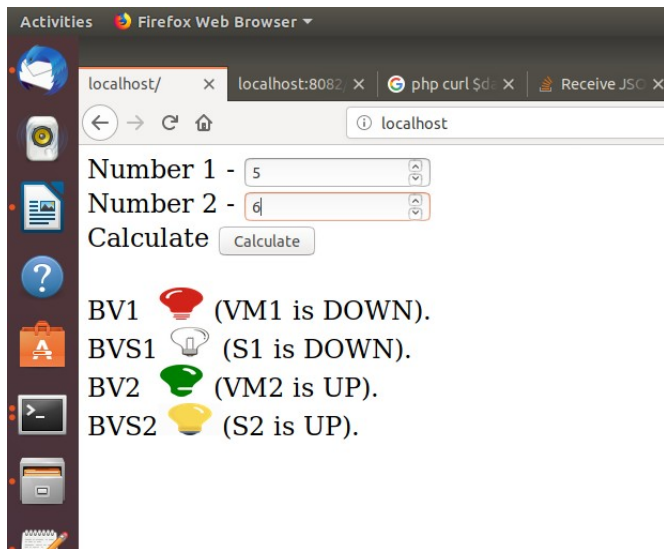 Activities Firefox Web Browser
localhost/ localhost:8082/ php curl $da Receive JSO
localhost
Number 1 - 5
Number 2 - 6
Calculate Calculate
BV1 (VM1 is DOWN).
BVS1 (S1 is DOWN).
BV2 (VM2 is UP).
BVS2 (S2 is UP).